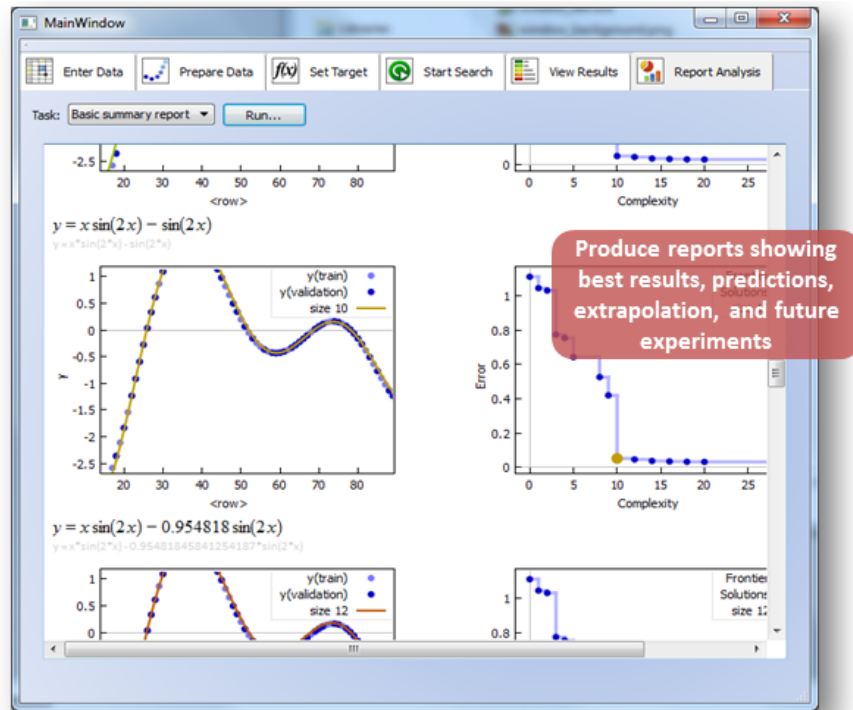 MainWindow
Enter Data
Prepare Data
f(x) Set Target
Start Search
View Results
Report Analysis
Task: Basic summary report Run...
-2.5
20 30 40 50 60 70 80
<row>
0
0 5 10 15 20 25
Complexity
y = x sin(2x) − sin(2x)
y=x*sin(2*x)-sin(2*x)
1
0.5
0
-0.5
-1
-1.5
-2
-2.5
y
y(train)
y(validation)
size 10
20 30 40 50 60 70 80
<row>
Produce reports showing
best results, predictions,
extrapolation, and future
experiments
1
0.8
0.6
0.4
0.2
0
Error
0 5 10 15 20 25
Complexity
y = x sin(2x) − 0.954818 sin(2x)
y=x*sin(2*x)-0.95481845841254187*sin(2*x)
1
0.5
0
y(train)
y(validation)
size 12
1
0.8
Frontier
Solutions
size 12